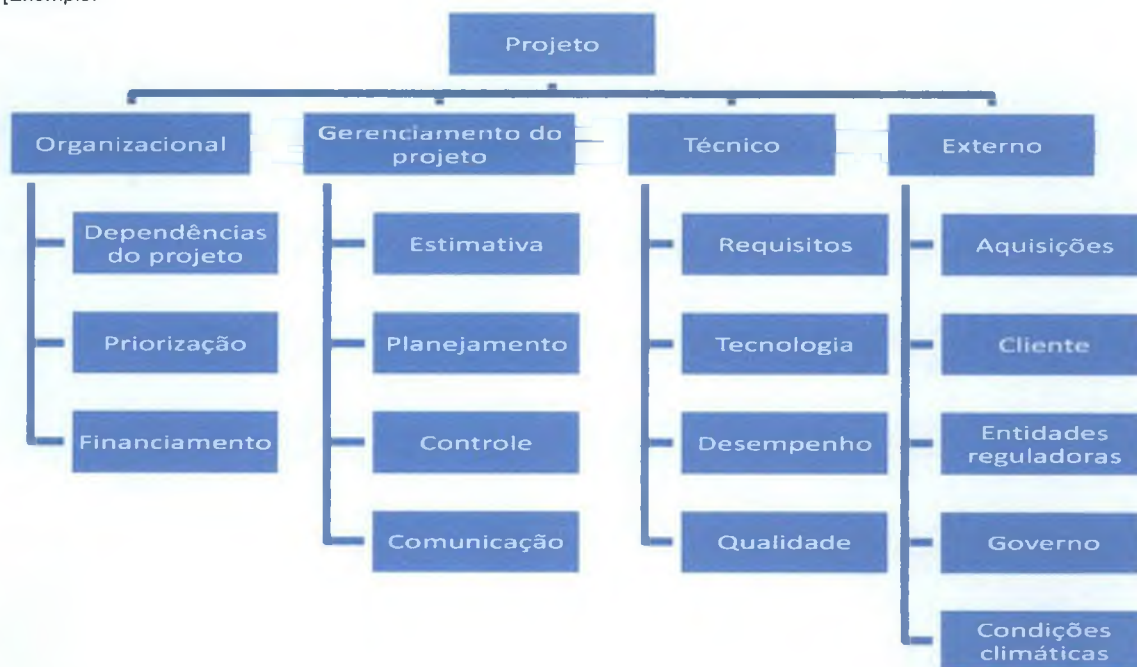 [Exemplo:
Projeto
Organizacional
Gerenciamento do
projeto
Técnico
Externo
Dependências
do projeto
Priorização
Financiamento
Estimativa
Planejamento
Controle
Comunicação
Requisitos
Tecnologia
Desempenho
Qualidade
Aquisições
Cliente
Entidades
reguladoras
Governo
Condições
climáticas